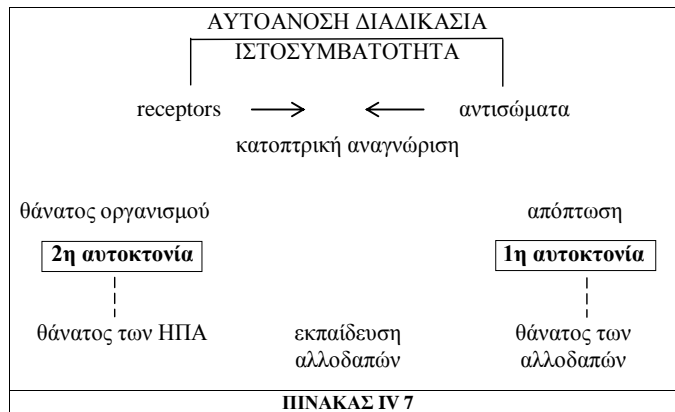 ΑΥΤΟΑΝΟΣΗ ΔΙΑΔΙΚΑΣΙΑ
ΙΣΤΟΣΥΜΒΑΤΟΤΗΤΑ
receptors αντισώματα
κατοπτρική αναγνώριση
θάνατος οργανισμού απόπτωση
2η αυτοκτονία 1η αυτοκτονία
θάνατος των ΗΠΑ εκπαίδευση θάνατος των
αλλοδαπών αλλοδαπών
ΠΙΝΑΚΑΣ IV 7